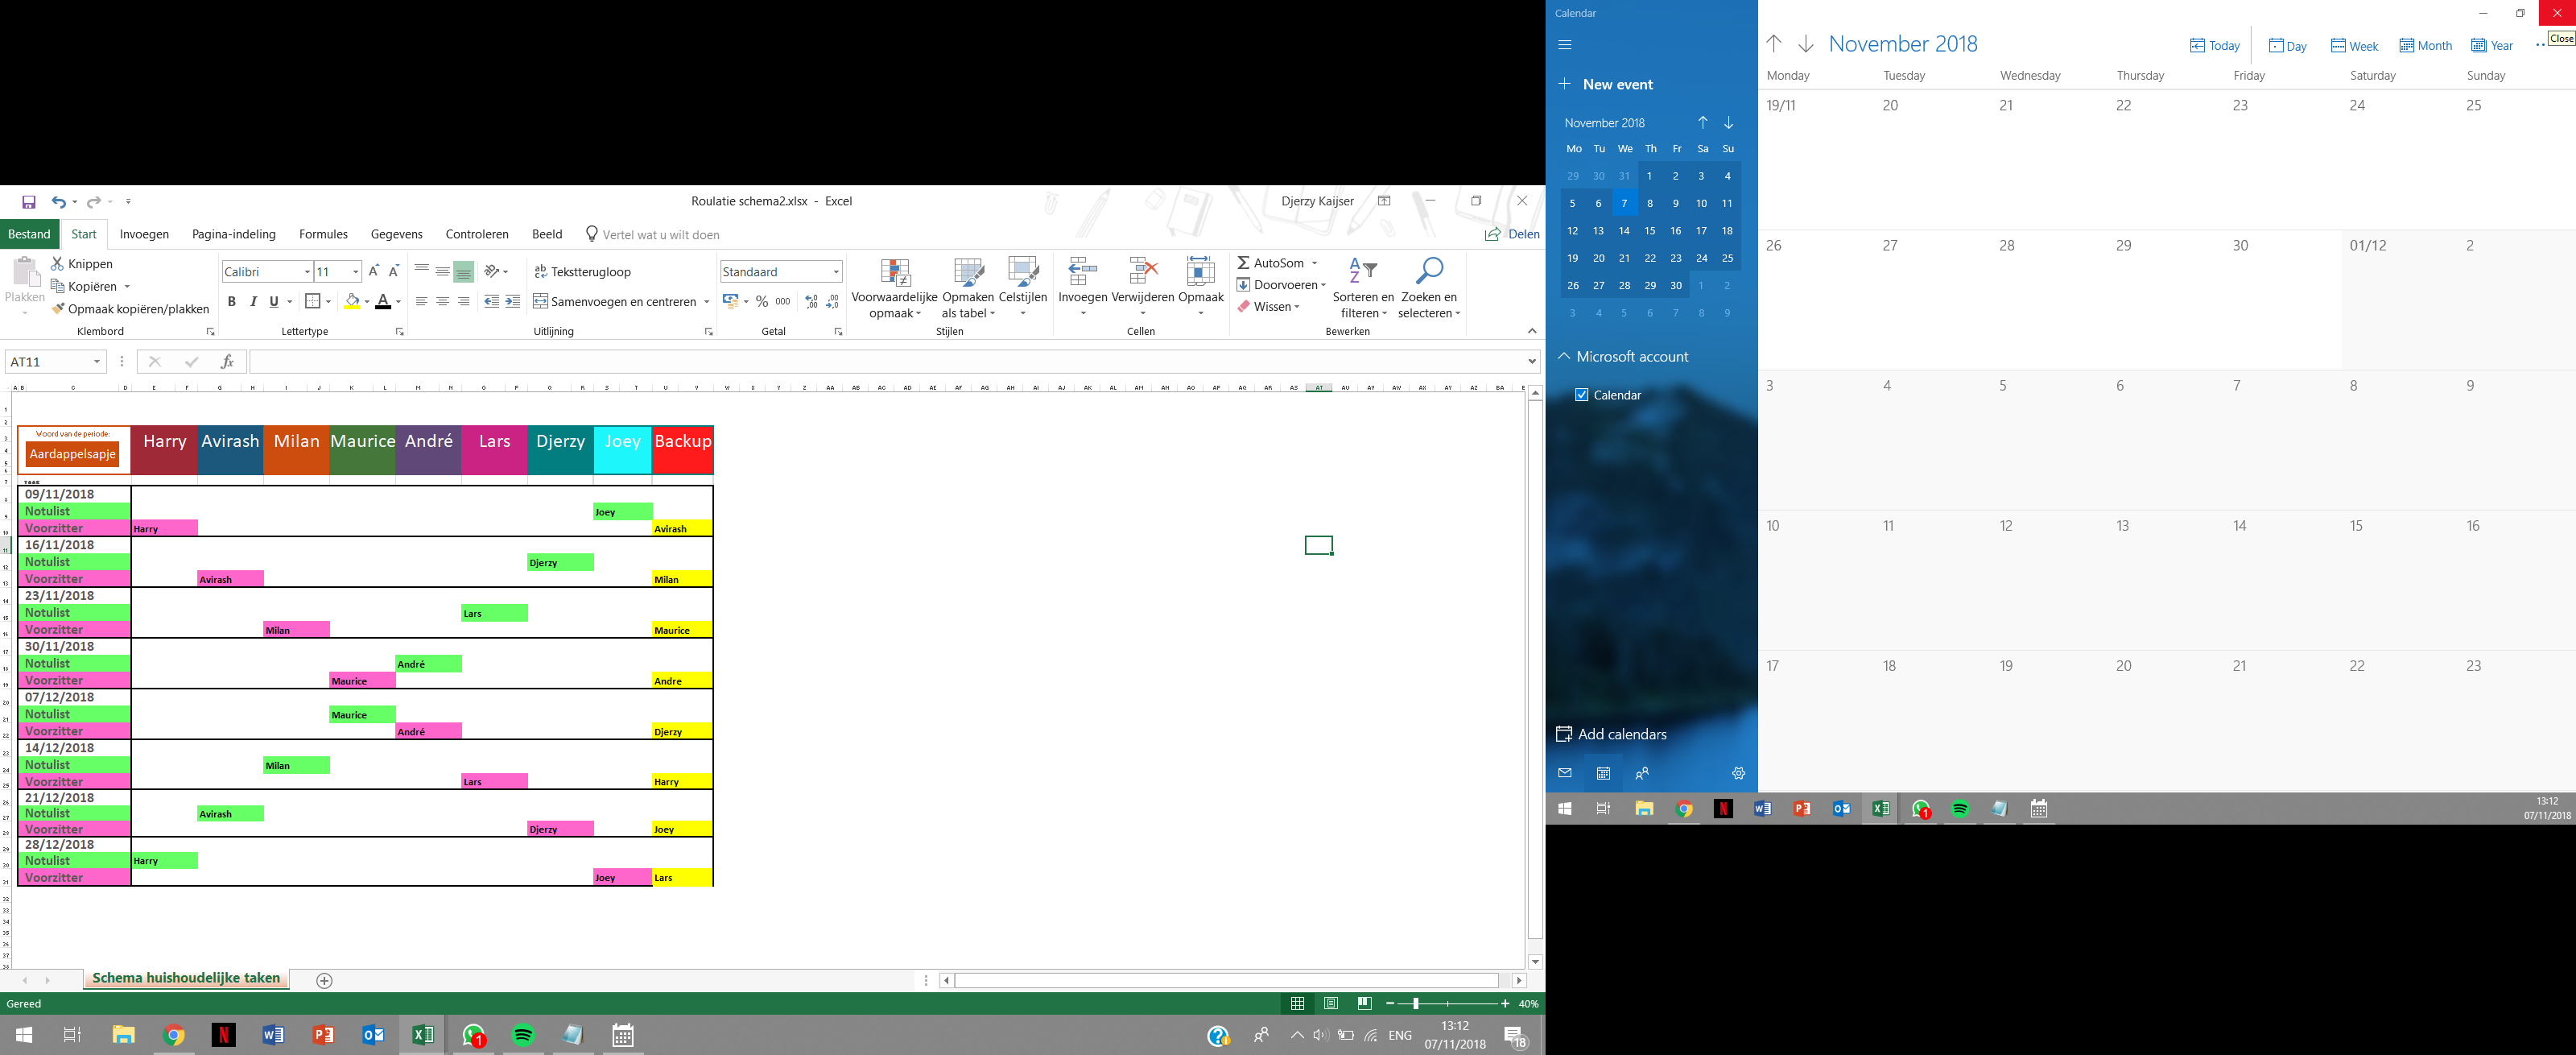 Roulatie schema2.xlsx - Excel
Djerzy Kaijser
Bestand Start Invoegen Pagina-indeling Formules Gegevens Controleren Beeld Vertel wat u wilt doen Delen
Plakken
Knippen
Kopiëren
Opmaak kopiëren/plakken
Klembord
Calibri 11
B I U
Lettertype
Tekstterugloop
Samenvoegen en centreren
Uitlijning
Standaard
% 000
Getal
Voorwaardelijke opmaak
Opmaken als tabel
Celstijlen
Stijlen
Invoegen Verwijderen Opmaak
Cellen
AutoSom
Doorvoeren
Wissen
Sorteren en filteren
Zoeken en selecteren
Bewerken
AT11 fx
Woord van de periode:
Aardappelsapje
Harry Avirash Milan Maurice André Lars Djerzy Joey Backup
09/11/2018
Notulist Joey
Voorzitter Harry Avirash
16/11/2018
Notulist Djerzy
Voorzitter Avirash Milan
23/11/2018
Notulist Lars
Voorzitter Milan Maurice
30/11/2018
Notulist André
Voorzitter Maurice Andre
07/12/2018
Notulist Maurice
Voorzitter André Djerzy
14/12/2018
Notulist Milan
Voorzitter Lars Harry
21/12/2018
Notulist Avirash
Voorzitter Djerzy Joey
28/12/2018
Notulist Harry
Voorzitter Joey Lars
Schema huishoudelijke taken
Gereed
40%
ENG
13:12
07/11/2018
18
Calendar
New event
November 2018
Mo Tu We Th Fr Sa Su
29 30 31 1 2 3 4
5 6 7 8 9 10 11
12 13 14 15 16 17 18
19 20 21 22 23 24 25
26 27 28 29 30 1 2
3 4 5 6 7 8 9
Microsoft account
Calendar
Add calendars
November 2018
Today Day Week Month Year
Close
Monday Tuesday Wednesday Thursday Friday Saturday Sunday
19/11 20 21 22 23 24 25
26 27 28 29 30 01/12 2
3 4 5 6 7 8 9
10 11 12 13 14 15 16
17 18 19 20 21 22 23
13:12
07/11/2018